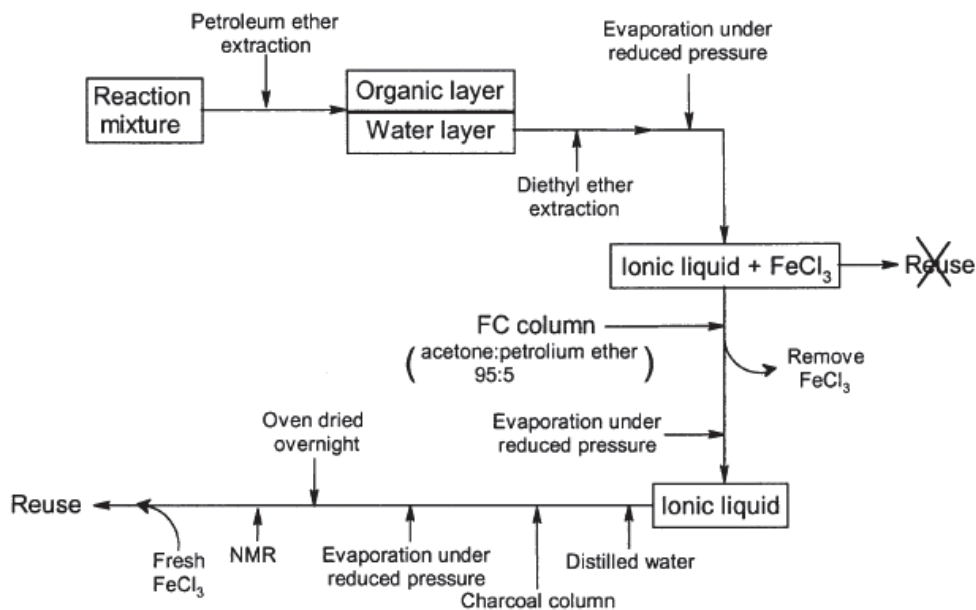 Petroleum ether
extraction
Evaporation under
reduced pressure
Reaction
mixture
Organic layer
Water layer
Diethyl ether
extraction
Ionic liquid + FeCl₃
Reuse
FC column
(acetone:petrolium ether
95:5)
Remove
FeCl₃
Evaporation under
reduced pressure
Oven dried
overnight
Reuse
Ionic liquid
Fresh
FeCl₃
NMR
Evaporation under
reduced pressure
Charcoal column
Distilled water